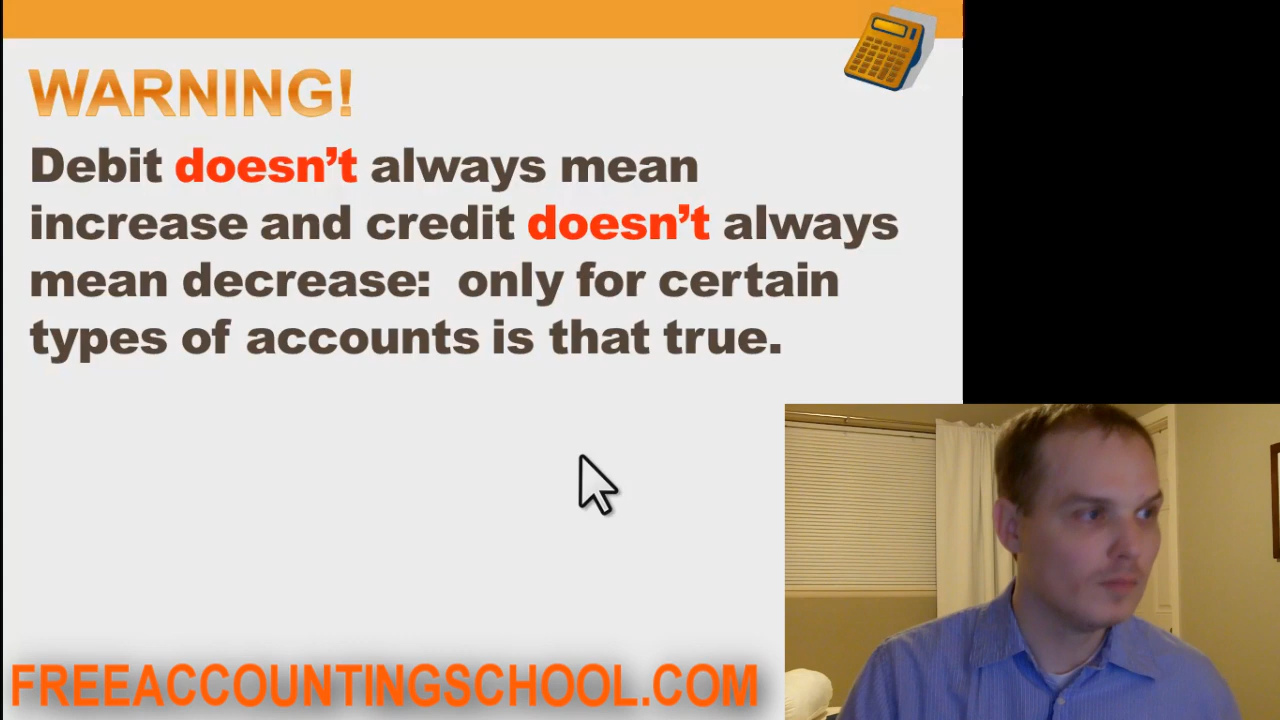 WARNING!
Debit doesn’t always mean
increase and credit doesn’t always
mean decrease:  only for certain
types of accounts is that true.
FREEACCOUNTINGSCHOOL.COM